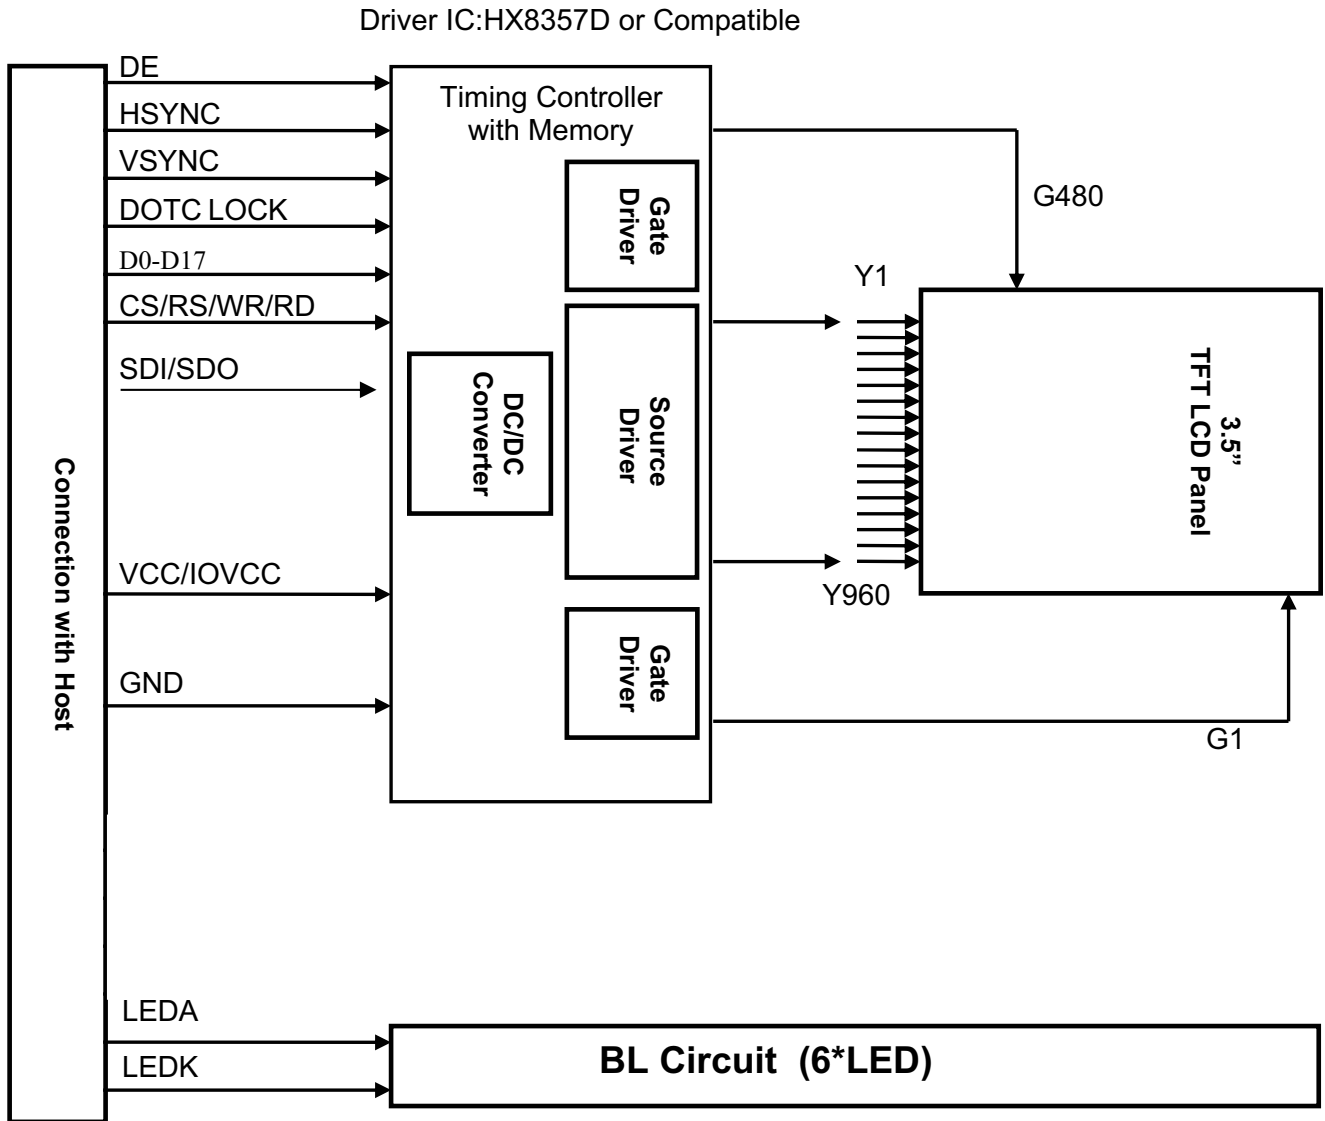 Driver IC:HX8357D or Compatible
DE
HSYNC
VSYNC
DOTC LOCK
D0-D17
CS/RS/WR/RD
SDI/SDO
VCC/IOVCC
GND
LEDA
LEDK
Connection with Host
Timing Controller
with Memory
Gate
Driver
DC/DC
Converter
Source
Driver
Gate
Driver
G480
Y1
Y960
G1
3.5”
TFT LCD Panel
BL Circuit (6*LED)